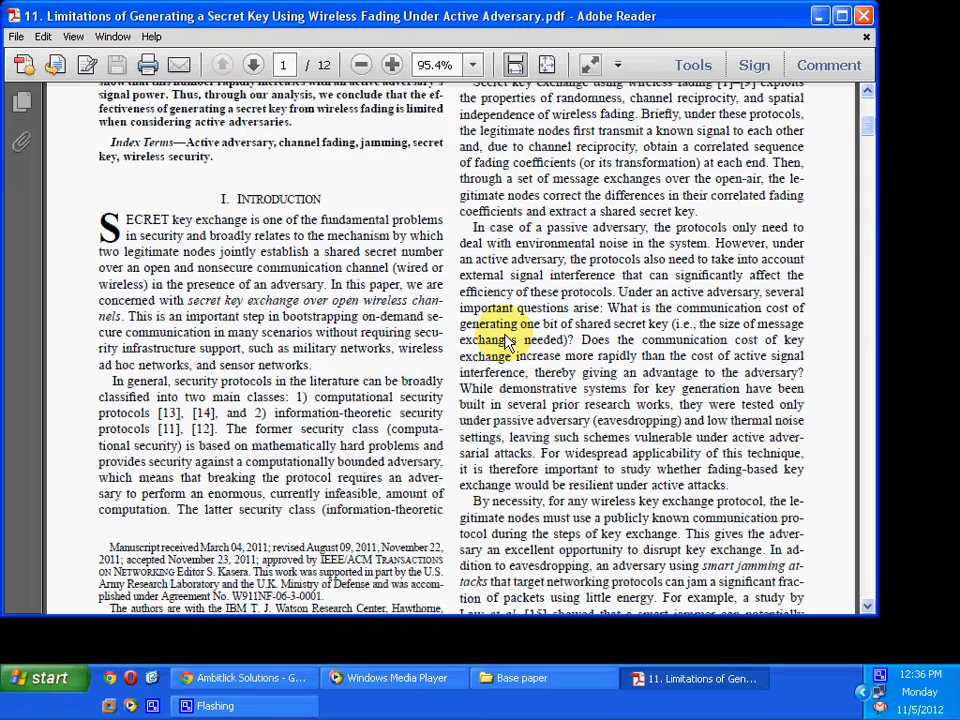 11. Limitations of Generating a Secret Key Using Wireless Fading Under Active Adversary.pdf - Adobe Reader
File Edit View Window Help
1 / 12 95.4% Tools Sign Comment
signal power. Thus, through our analysis, we conclude that the ef-
fectiveness of generating a secret key from wireless fading is limited
when considering active adversaries.
Index Terms—Active adversary, channel fading, jamming, secret
key, wireless security.
I. INTRODUCTION
SECRET key exchange is one of the fundamental problems
in security and broadly relates to the mechanism by which
two legitimate nodes jointly establish a shared secret number
over an open and nonsecure communication channel (wired or
wireless) in the presence of an adversary. In this paper, we are
concerned with secret key exchange over open wireless chan-
nels. This is an important step in bootstrapping on-demand se-
cure communication in many scenarios without requiring secu-
rity infrastructure support, such as military networks, wireless
ad hoc networks, and sensor networks.
In general, security protocols in the literature can be broadly
classified into two main classes: 1) computational security
protocols [13], [14], and 2) information-theoretic security
protocols [11], [12]. The former security class (computa-
tional security) is based on mathematically hard problems and
provides security against a computationally bounded adversary,
which means that breaking the protocol requires an adver-
sary to perform an enormous, currently infeasible, amount of
computation. The latter security class (information-theoretic
Manuscript received March 04, 2011; revised August 09, 2011, November 22,
2011; accepted November 23, 2011; approved by IEEE/ACM TRANSACTIONS
ON NETWORKING Editor S. Kasera. This work was supported in part by the U.S.
Army Research Laboratory and the U.K. Ministry of Defense and was accom-
plished under Agreement No. W911NF-06-3-0001.
The authors are with the IBM T. J. Watson Research Center, Hawthorne,
Secret key exchange using wireless fading [1]–[9] exploits
the properties of randomness, channel reciprocity, and spatial
independence of wireless fading. Briefly, under these protocols,
the legitimate nodes first transmit a known signal to each other
and, due to channel reciprocity, obtain a correlated sequence
of fading coefficients (or its transformation) at each end. Then,
through a set of message exchanges over the open-air, the le-
gitimate nodes correct the differences in their correlated fading
coefficients and extract a shared secret key.
In case of a passive adversary, the protocols only need to
deal with environmental noise in the system. However, under
an active adversary, the protocols also need to take into account
external signal interference that can significantly affect the
efficiency of these protocols. Under an active adversary, several
important questions arise: What is the communication cost of
generating one bit of shared secret key (i.e., the size of message
exchanges needed)? Does the communication cost of key
exchange increase more rapidly than the cost of active signal
interference, thereby giving an advantage to the adversary?
While demonstrative systems for key generation have been
built in several prior research works, they were tested only
under passive adversary (eavesdropping) and low thermal noise
settings, leaving such schemes vulnerable under active adver-
sarial attacks. For widespread applicability of this technique,
it is therefore important to study whether fading-based key
exchange would be resilient under active attacks.
By necessity, for any wireless key exchange protocol, the le-
gitimate nodes must use a publicly known communication pro-
tocol during the steps of key exchange. This gives the adver-
sary an excellent opportunity to disrupt key exchange. In ad-
dition to eavesdropping, an adversary using smart jamming at-
tacks that target networking protocols can jam a significant frac-
tion of packets using little energy. For example, a study by
start Ambitlick Solutions - G... Windows Media Player Base paper 11. Limitations of Gen... 12:36 PM
Monday
Flashing 11/5/2012